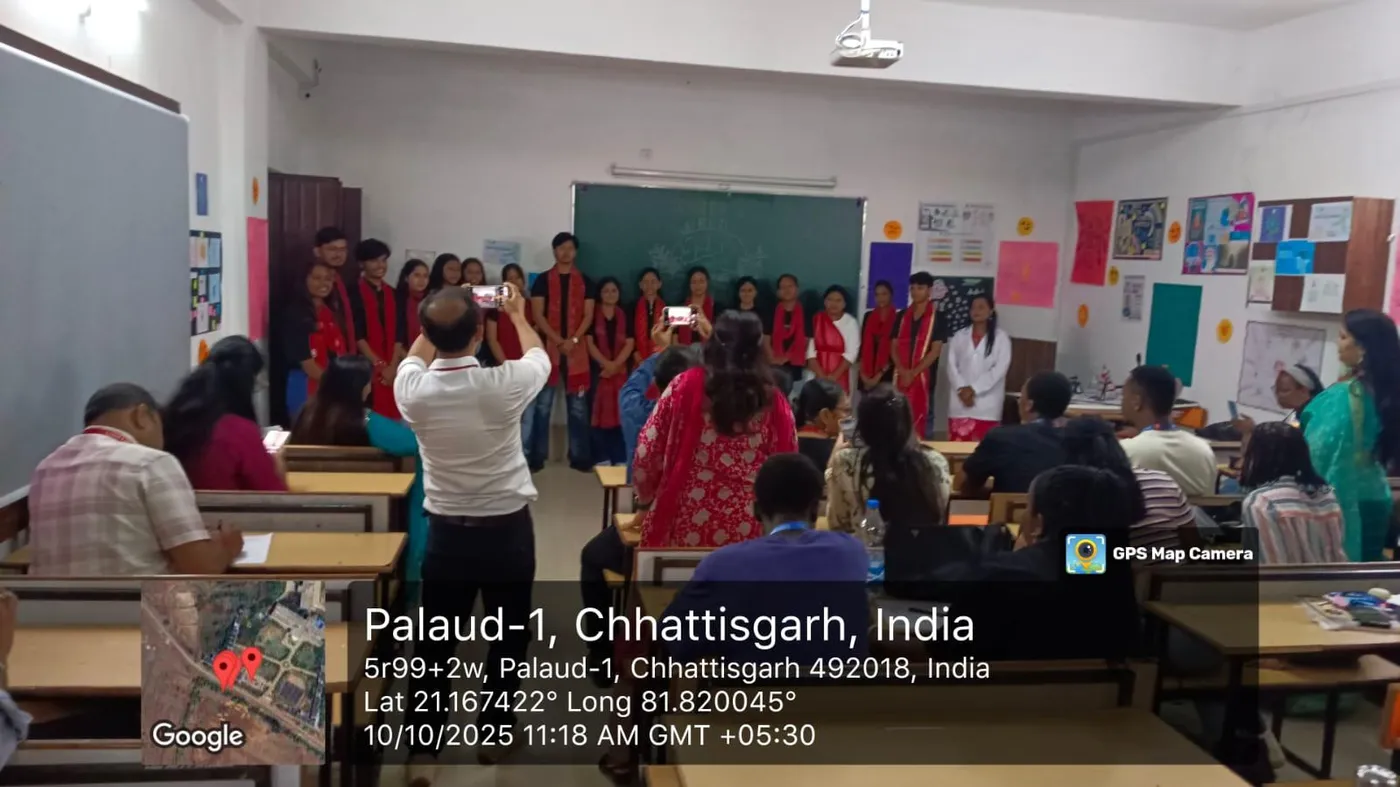 GPS Map Camera
Palaud-1, Chhattisgarh, India
5r99+2w, Palaud-1, Chhattisgarh 492018, India
Lat 21.167422° Long 81.820045°
10/10/2025 11:18 AM GMT +05:30
Google